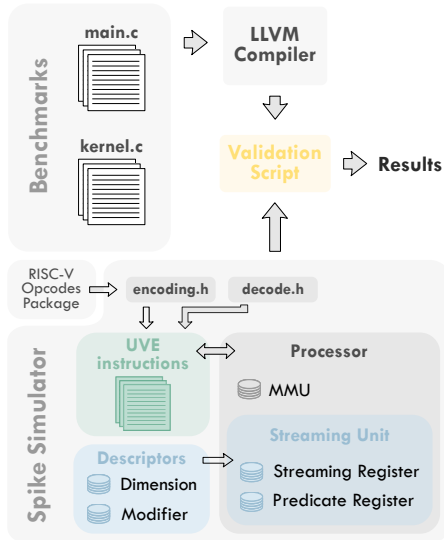 Benchmarks
main.c
kernel.c
LLVM
Compiler
Validation
Script
Results
RISC-V
Opcodes
Package
encoding.h
decode.h
Spike Simulator
UVE
instructions
Processor
MMU
Descriptors
Dimension
Modifier
Streaming Unit
Streaming Register
Predicate Register